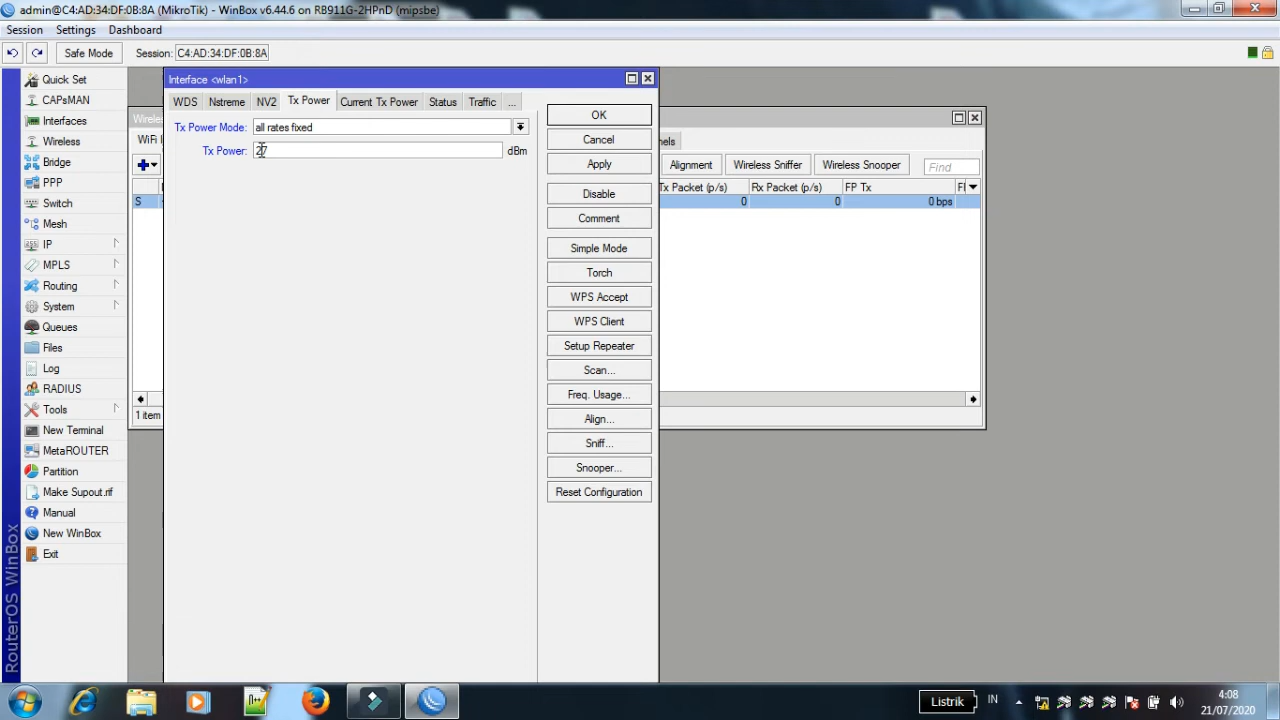 admin@C4:AD:34:DF:0B:8A (MikroTik) - WinBox v6.44.6 on RB911G-2HPnD (mipsbe)
Session Settings Dashboard
Safe Mode Session: C4:AD:34:DF:0B:8A
Quick Set
CAPsMAN
Interfaces
Wireless
Bridge
PPP
Switch
Mesh
IP
MPLS
Routing
System
Queues
Files
Log
RADIUS
Tools
New Terminal
MetaROUTER
Partition
Make Supout.rif
Manual
New WinBox
Exit
RouterOS WinBox
Interface <wlan1>
WDS Nstreme NV2 Tx Power Current Tx Power Status Traffic ...
Tx Power Mode: all rates fixed
Tx Power: 27 dBm
OK
Cancel
Apply
Disable
Comment
Simple Mode
Torch
WPS Accept
WPS Client
Setup Repeater
Scan...
Freq. Usage...
Align...
Sniff...
Snooper...
Reset Configuration
Alignment Wireless Sniffer Wireless Snooper Find
Tx Packet (p/s) Rx Packet (p/s) FP Tx
S 0 0 0 bps
1 item
Listrik IN 4:08
21/07/2020